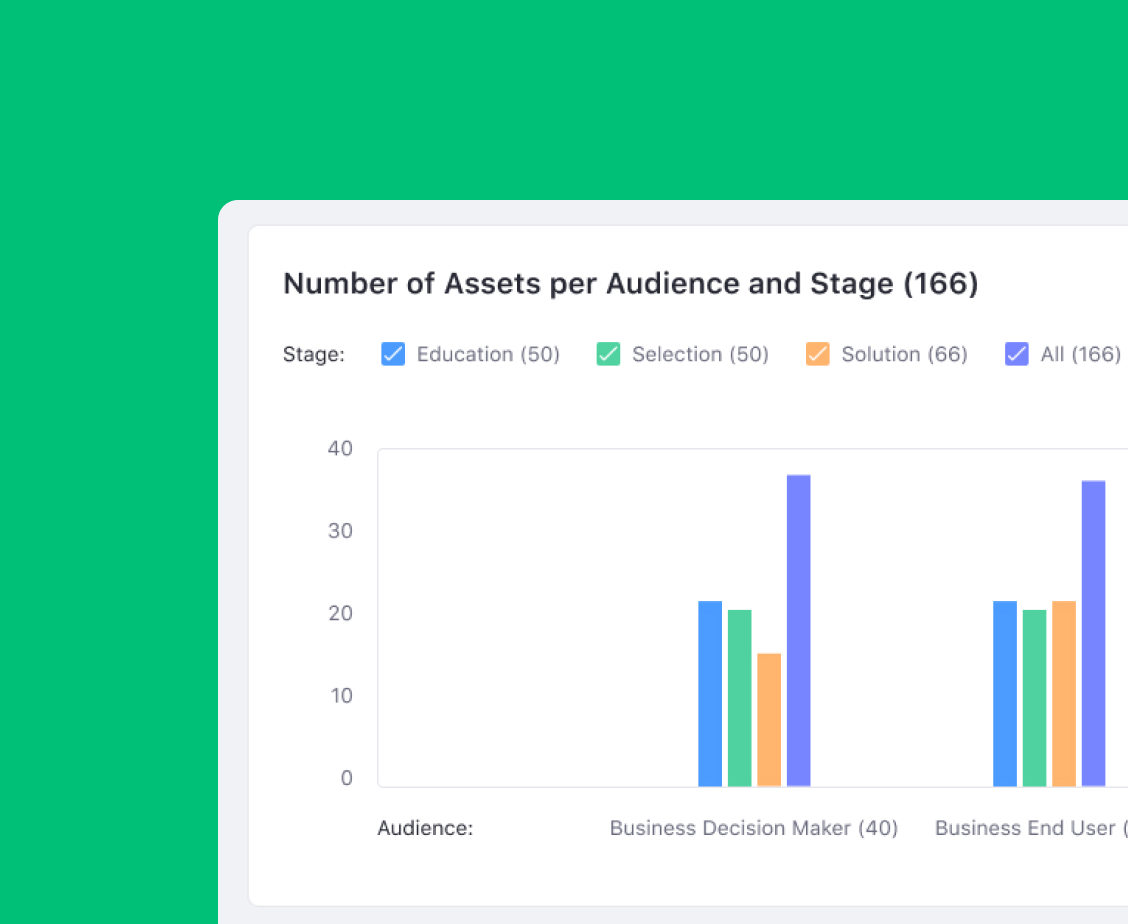 Number of Assets per Audience and Stage (166)
Stage: Education (50) Selection (50) Solution (66) All (166)
40
30
20
10
0
Audience: Business Decision Maker (40) Business End User (